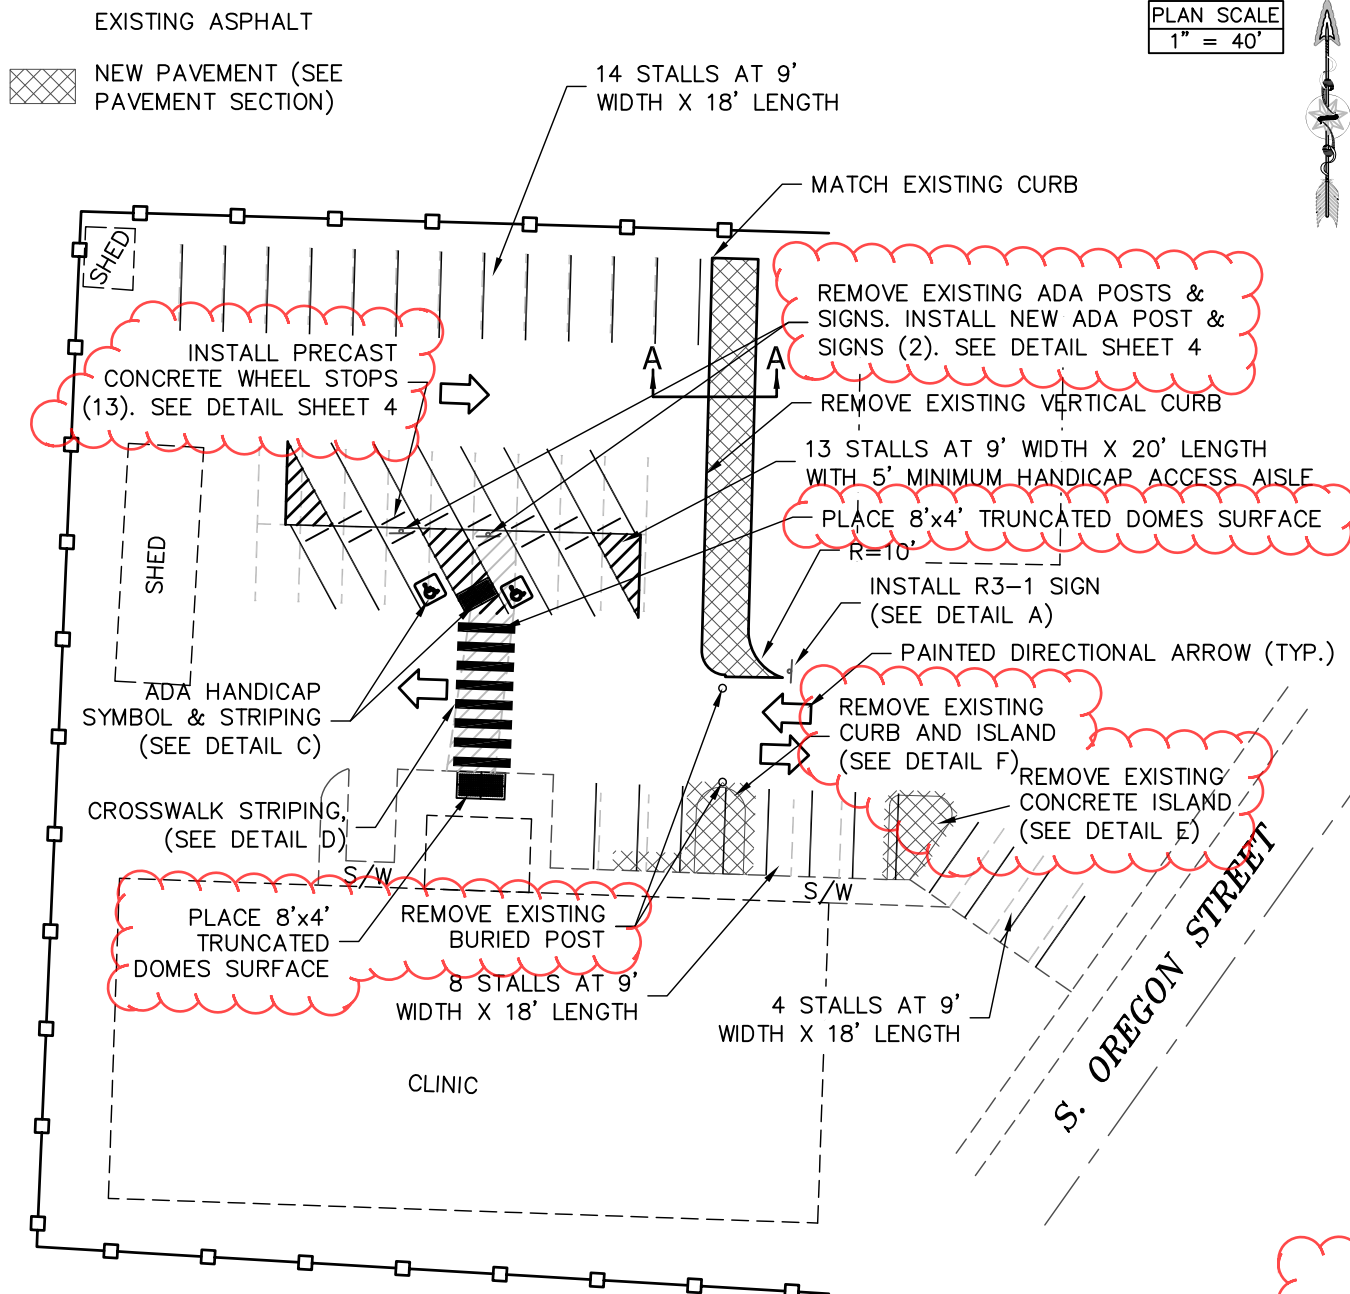 EXISTING ASPHALT
NEW PAVEMENT (SEE
PAVEMENT SECTION)
PLAN SCALE
1" = 40'
14 STALLS AT 9'
WIDTH X 18' LENGTH
MATCH EXISTING CURB
SHED
REMOVE EXISTING ADA POSTS &
SIGNS. INSTALL NEW ADA POST &
SIGNS (2). SEE DETAIL SHEET 4
INSTALL PRECAST
CONCRETE WHEEL STOPS
(13). SEE DETAIL SHEET 4
A
A
REMOVE EXISTING VERTICAL CURB
13 STALLS AT 9' WIDTH X 20' LENGTH
WITH 5' MINIMUM HANDICAP ACCESS AISLE
PLACE 8'x4' TRUNCATED DOMES SURFACE
R=10'
SHED
INSTALL R3-1 SIGN
(SEE DETAIL A)
PAINTED DIRECTIONAL ARROW (TYP.)
ADA HANDICAP
SYMBOL & STRIPING
(SEE DETAIL C)
REMOVE EXISTING
CURB AND ISLAND
(SEE DETAIL F)
REMOVE EXISTING
CONCRETE ISLAND
(SEE DETAIL E)
CROSSWALK STRIPING,
(SEE DETAIL D)
S/W
S/W
PLACE 8'x4'
TRUNCATED
DOMES SURFACE
REMOVE EXISTING
BURIED POST
8 STALLS AT 9'
WIDTH X 18' LENGTH
4 STALLS AT 9'
WIDTH X 18' LENGTH
S. OREGON STREET
CLINIC